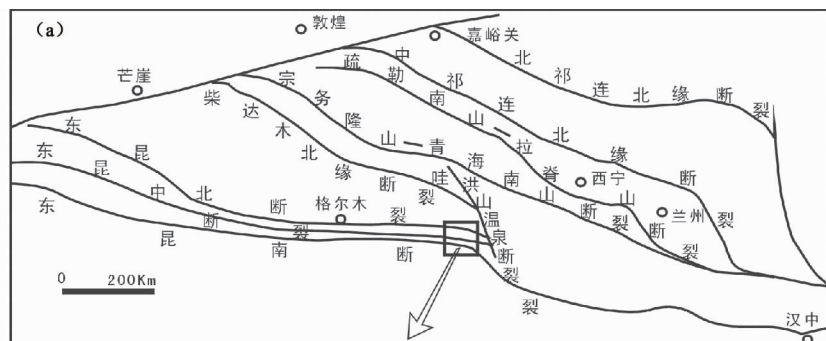 (a)
敦煌
嘉峪关
芒崖
北祁连北缘断裂
中祁连北缘断裂
疏勒南山—拉脊山断裂
宗务隆山—青海南山断裂
柴达木北缘断裂
哇洪山温泉断裂
西宁
兰州
东昆北断裂
东昆中断裂
东昆南断裂
格尔木
0 200Km
汉中